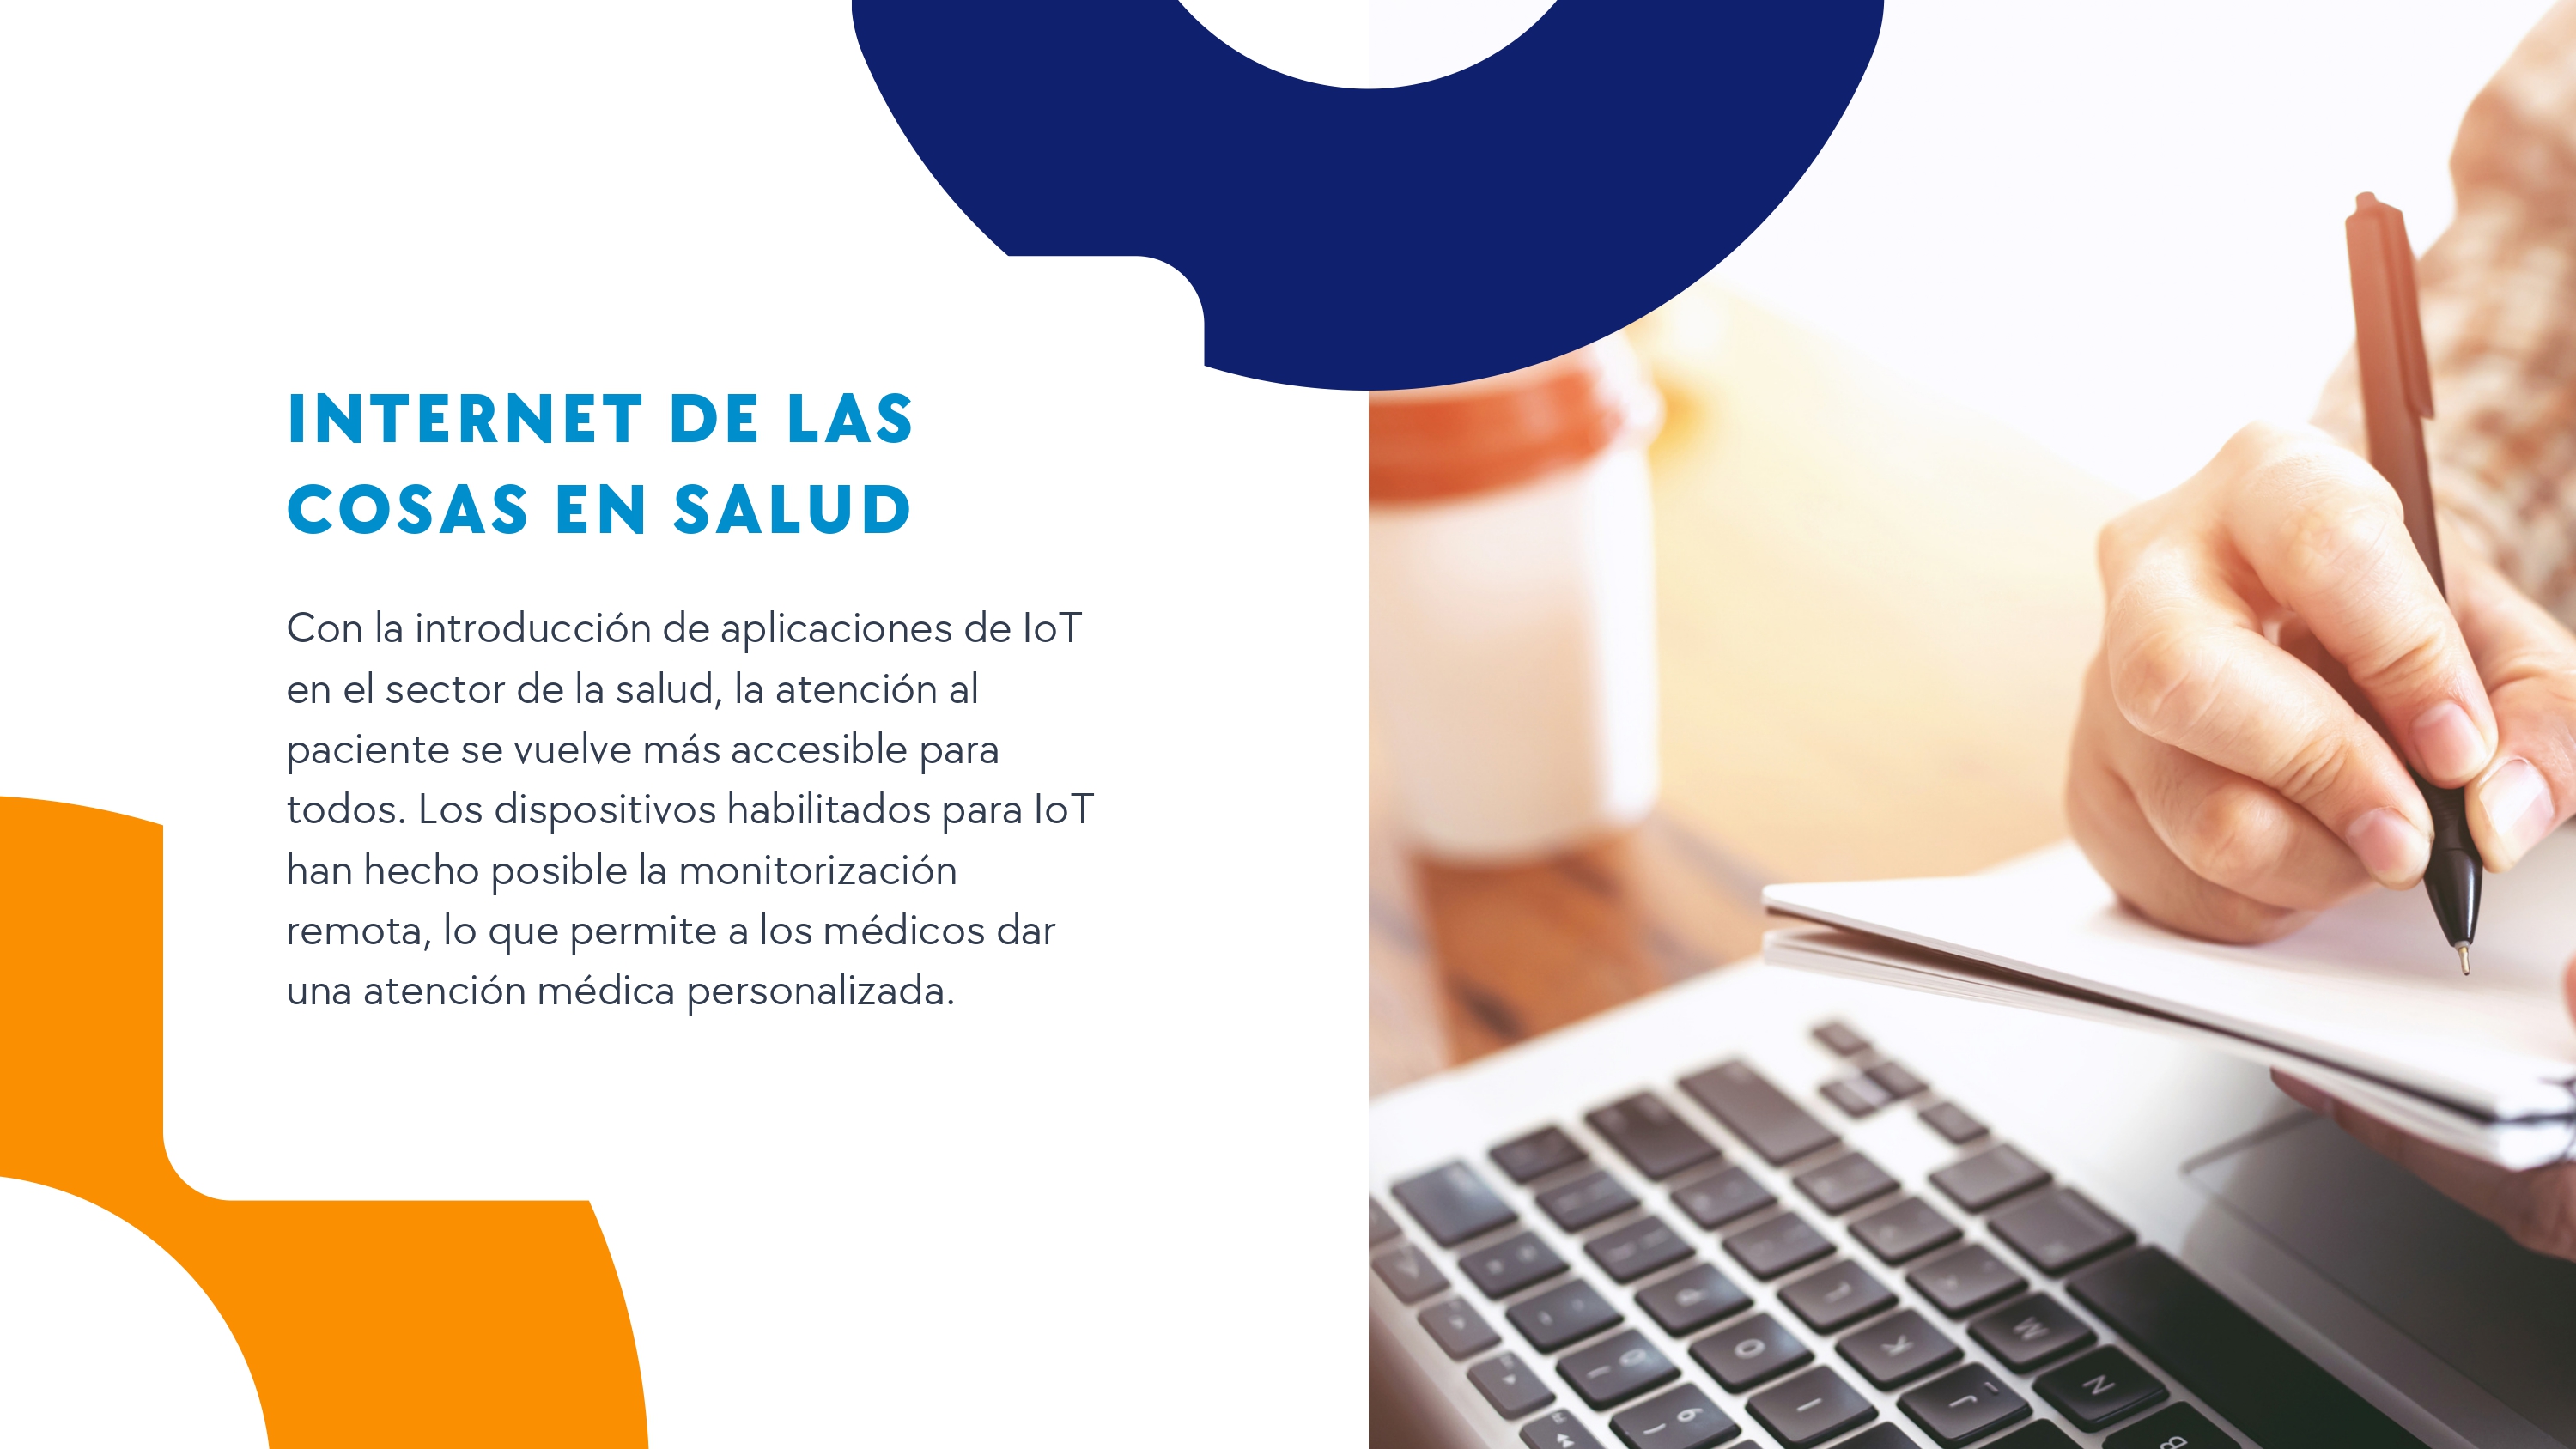 INTERNET DE LAS
COSAS EN SALUD
Con la introducción de aplicaciones de IoT
en el sector de la salud, la atención al
paciente se vuelve más accesible para
todos. Los dispositivos habilitados para IoT
han hecho posible la monitorización
remota, lo que permite a los médicos dar
una atención médica personalizada.